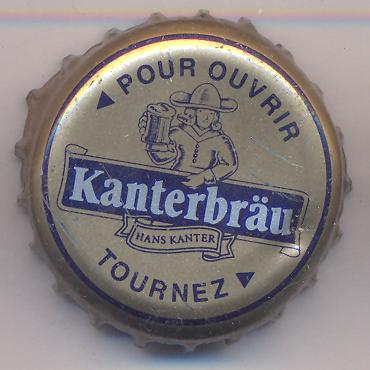 POUR OUVRIR
Kanterbräu
HANS KANTER
TOURNEZ